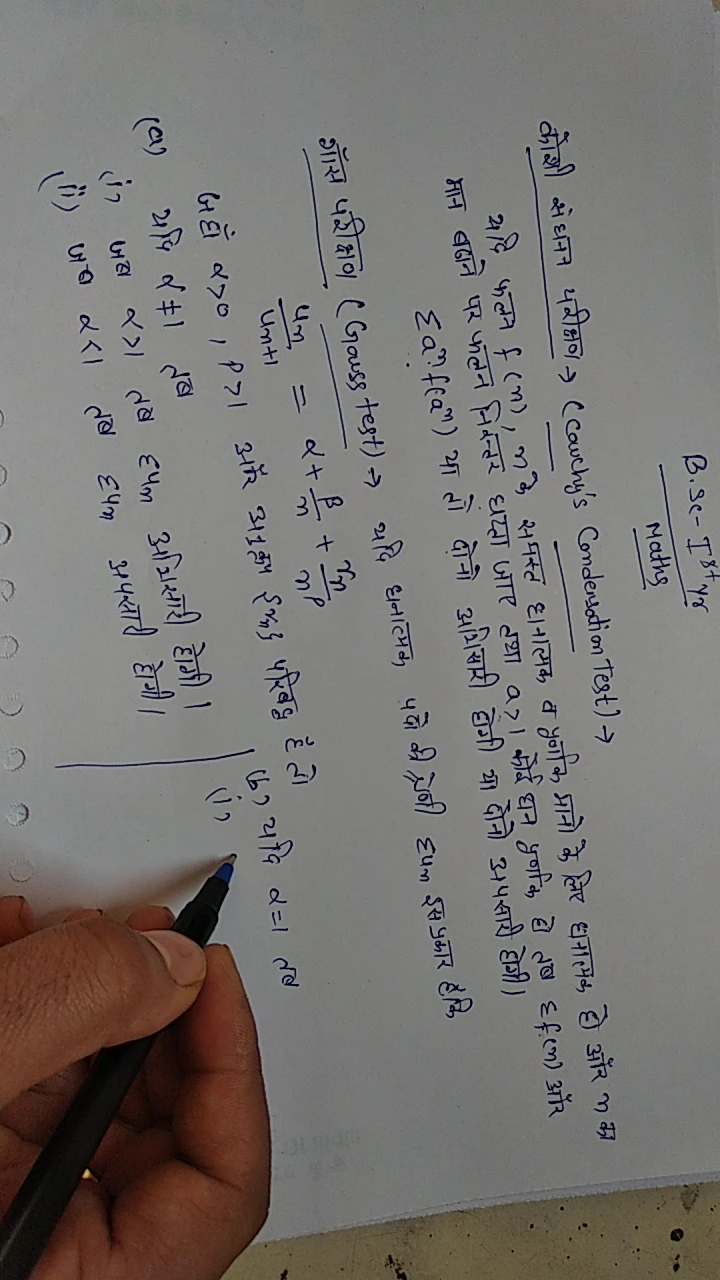 B.Sc- Ist yr
Maths
कोशी संघनन परीक्षण → (Cauchy's Condensation Test) →
यदि फलन f(n), n के समस्त धनात्मक व पूर्णांक मानों के लिए धनात्मक हो और n का
मान बढ़ने पर फलन निरन्तर घटता जाए तथा a>1 कोई धन पूर्णांक हो तब Σf(n) और
Σaⁿ.f(aⁿ) या तो दोनो अभिसारी होंगी या दोनो अपसारी होंगी।
गॉस परीक्षण (Gauss test) → यदि धनात्मक पदों की श्रेणी Σun इस प्रकार है कि
un/un+1 = α + β/n + γn/n^p
जहाँ α>0, p>1 और अनुक्रम {γn} परिबद्ध है तो
(a) यदि α≠1 तब
(i) जब α>1 तब Σun अभिसारी होगी।
(ii) जब α<1 तब Σun अपसारी होगी।
(b) यदि α=1 तब
(i)